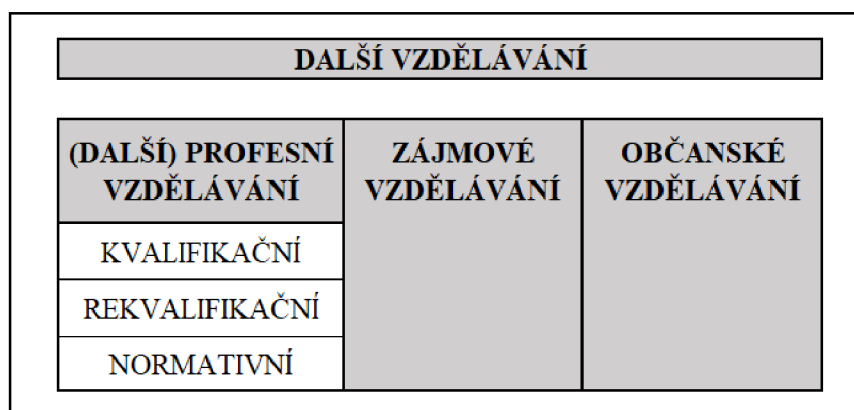 DALŠÍ VZDĚLÁVÁNÍ
(DALŠÍ) PROFESNÍ
VZDĚLÁVÁNÍ
ZÁJMOVÉ
VZDĚLÁVÁNÍ
OBČANSKÉ
VZDĚLÁVÁNÍ
KVALIFIKAČNÍ
REKVALIFIKAČNÍ
NORMATIVNÍ